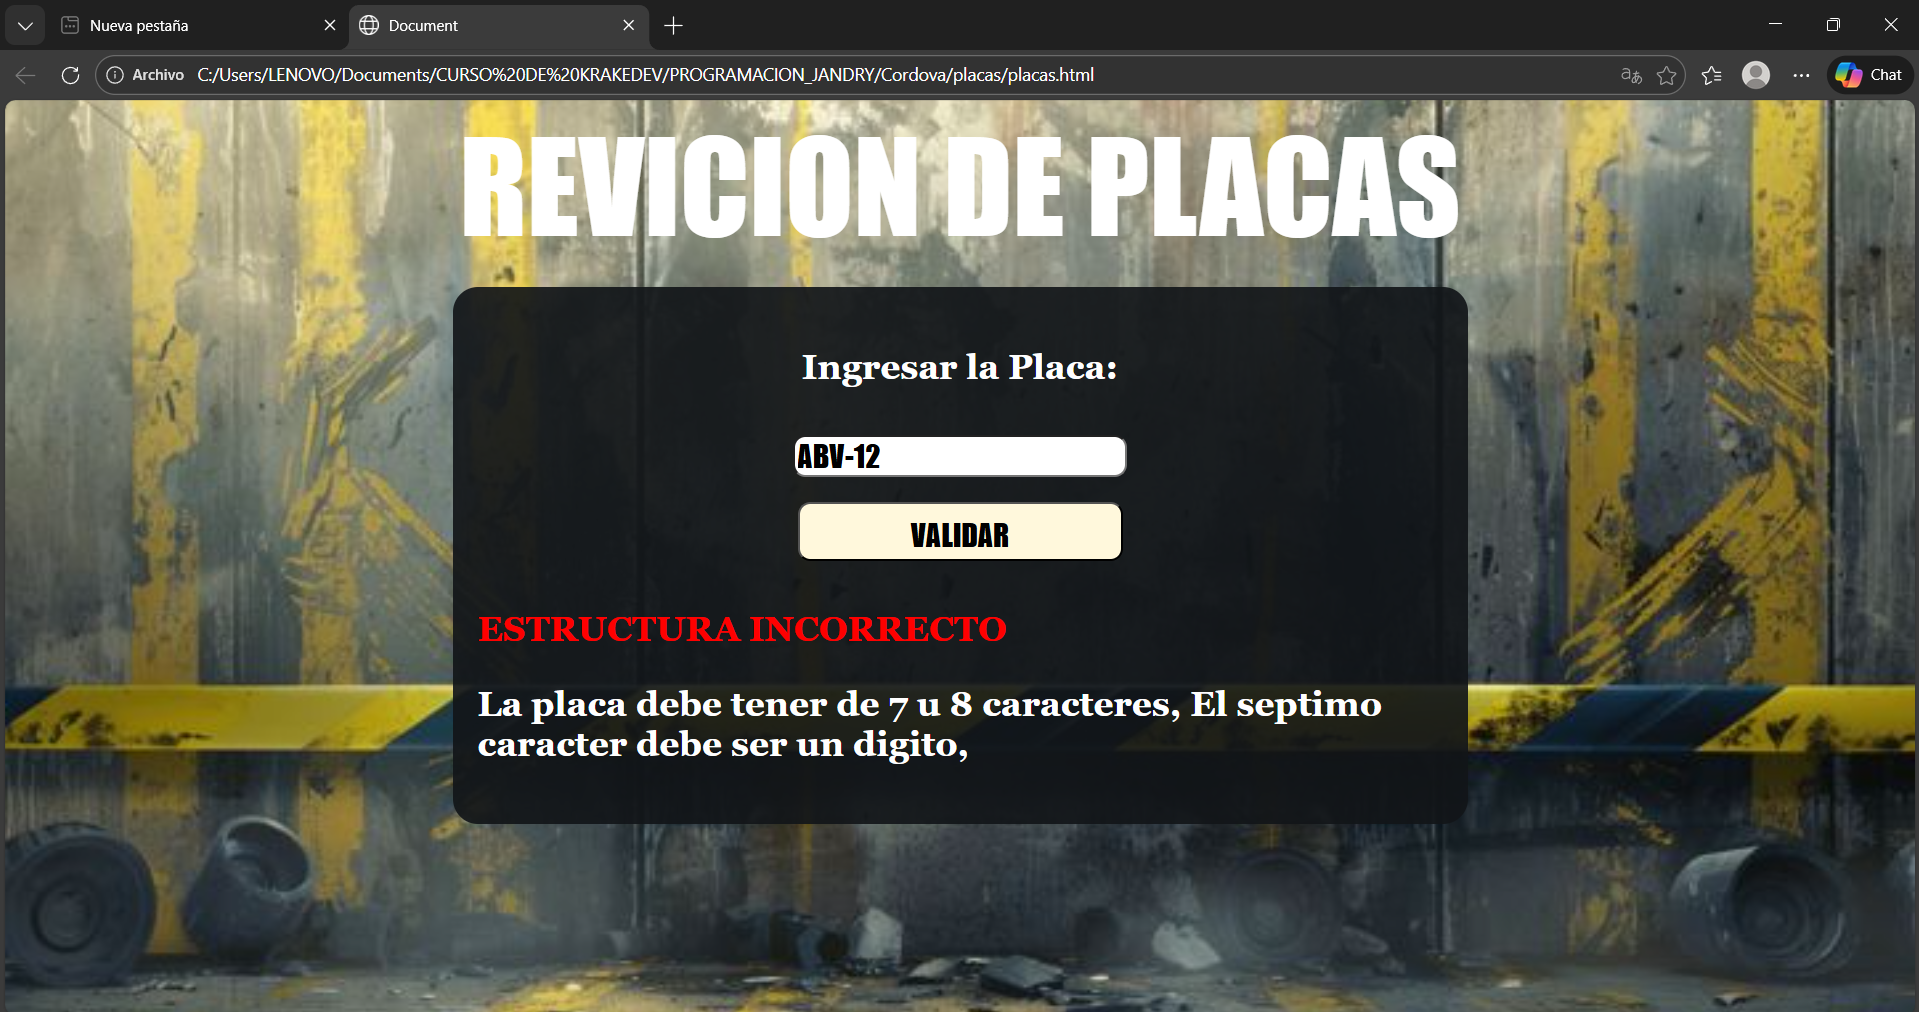 Nueva pestaña
Document
Archivo C:/Users/LENOVO/Documents/CURSO%20DE%20KRAKEDEV/PROGRAMACION_JANDRY/Cordova/placas/placas.html
Chat
REVICION DE PLACAS
Ingresar la Placa:
ABV-12
VALIDAR
ESTRUCTURA INCORRECTO
La placa debe tener de 7 u 8 caracteres, El septimo
caracter debe ser un digito,